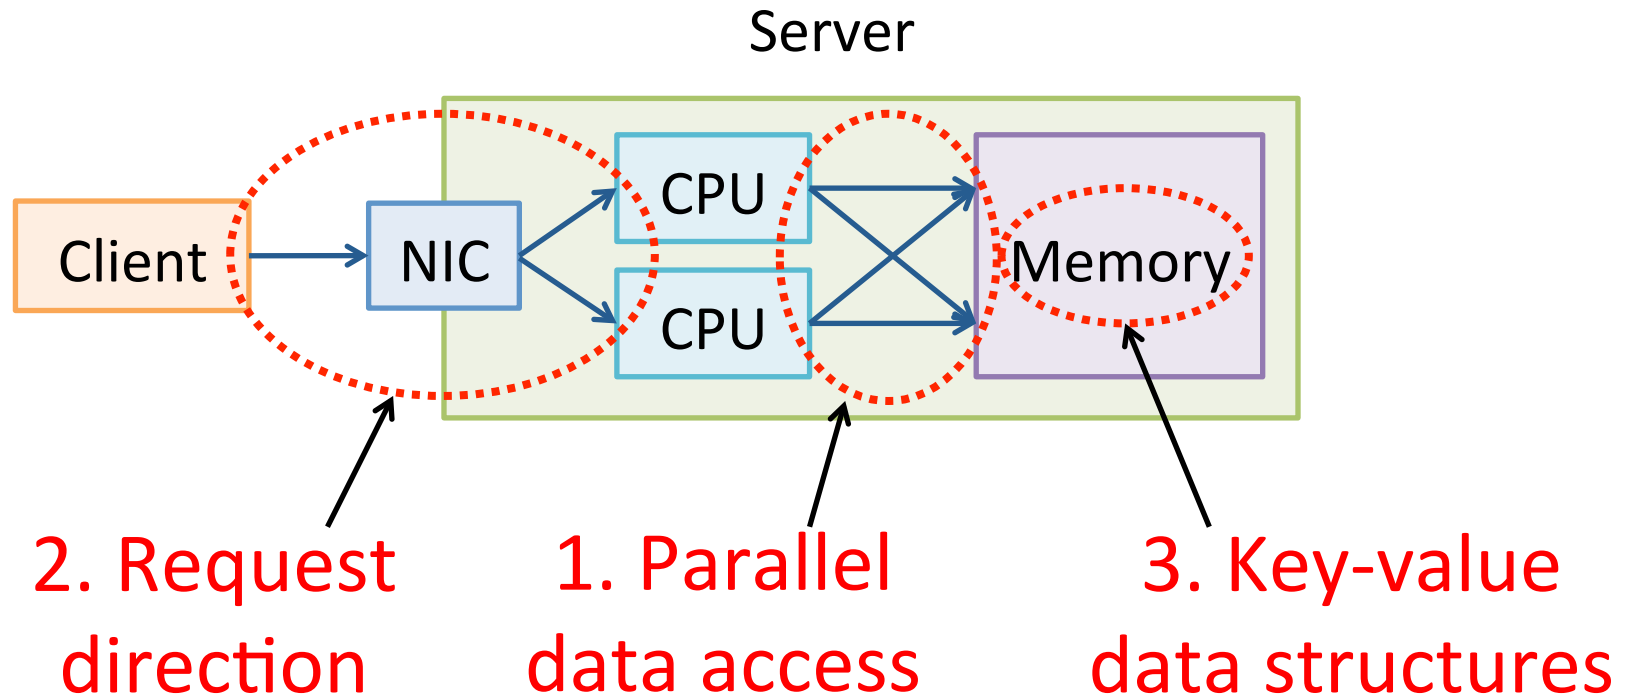 Server
Client
NIC
CPU
CPU
Memory
2. Request
direction
1. Parallel
data access
3. Key-value
data structures